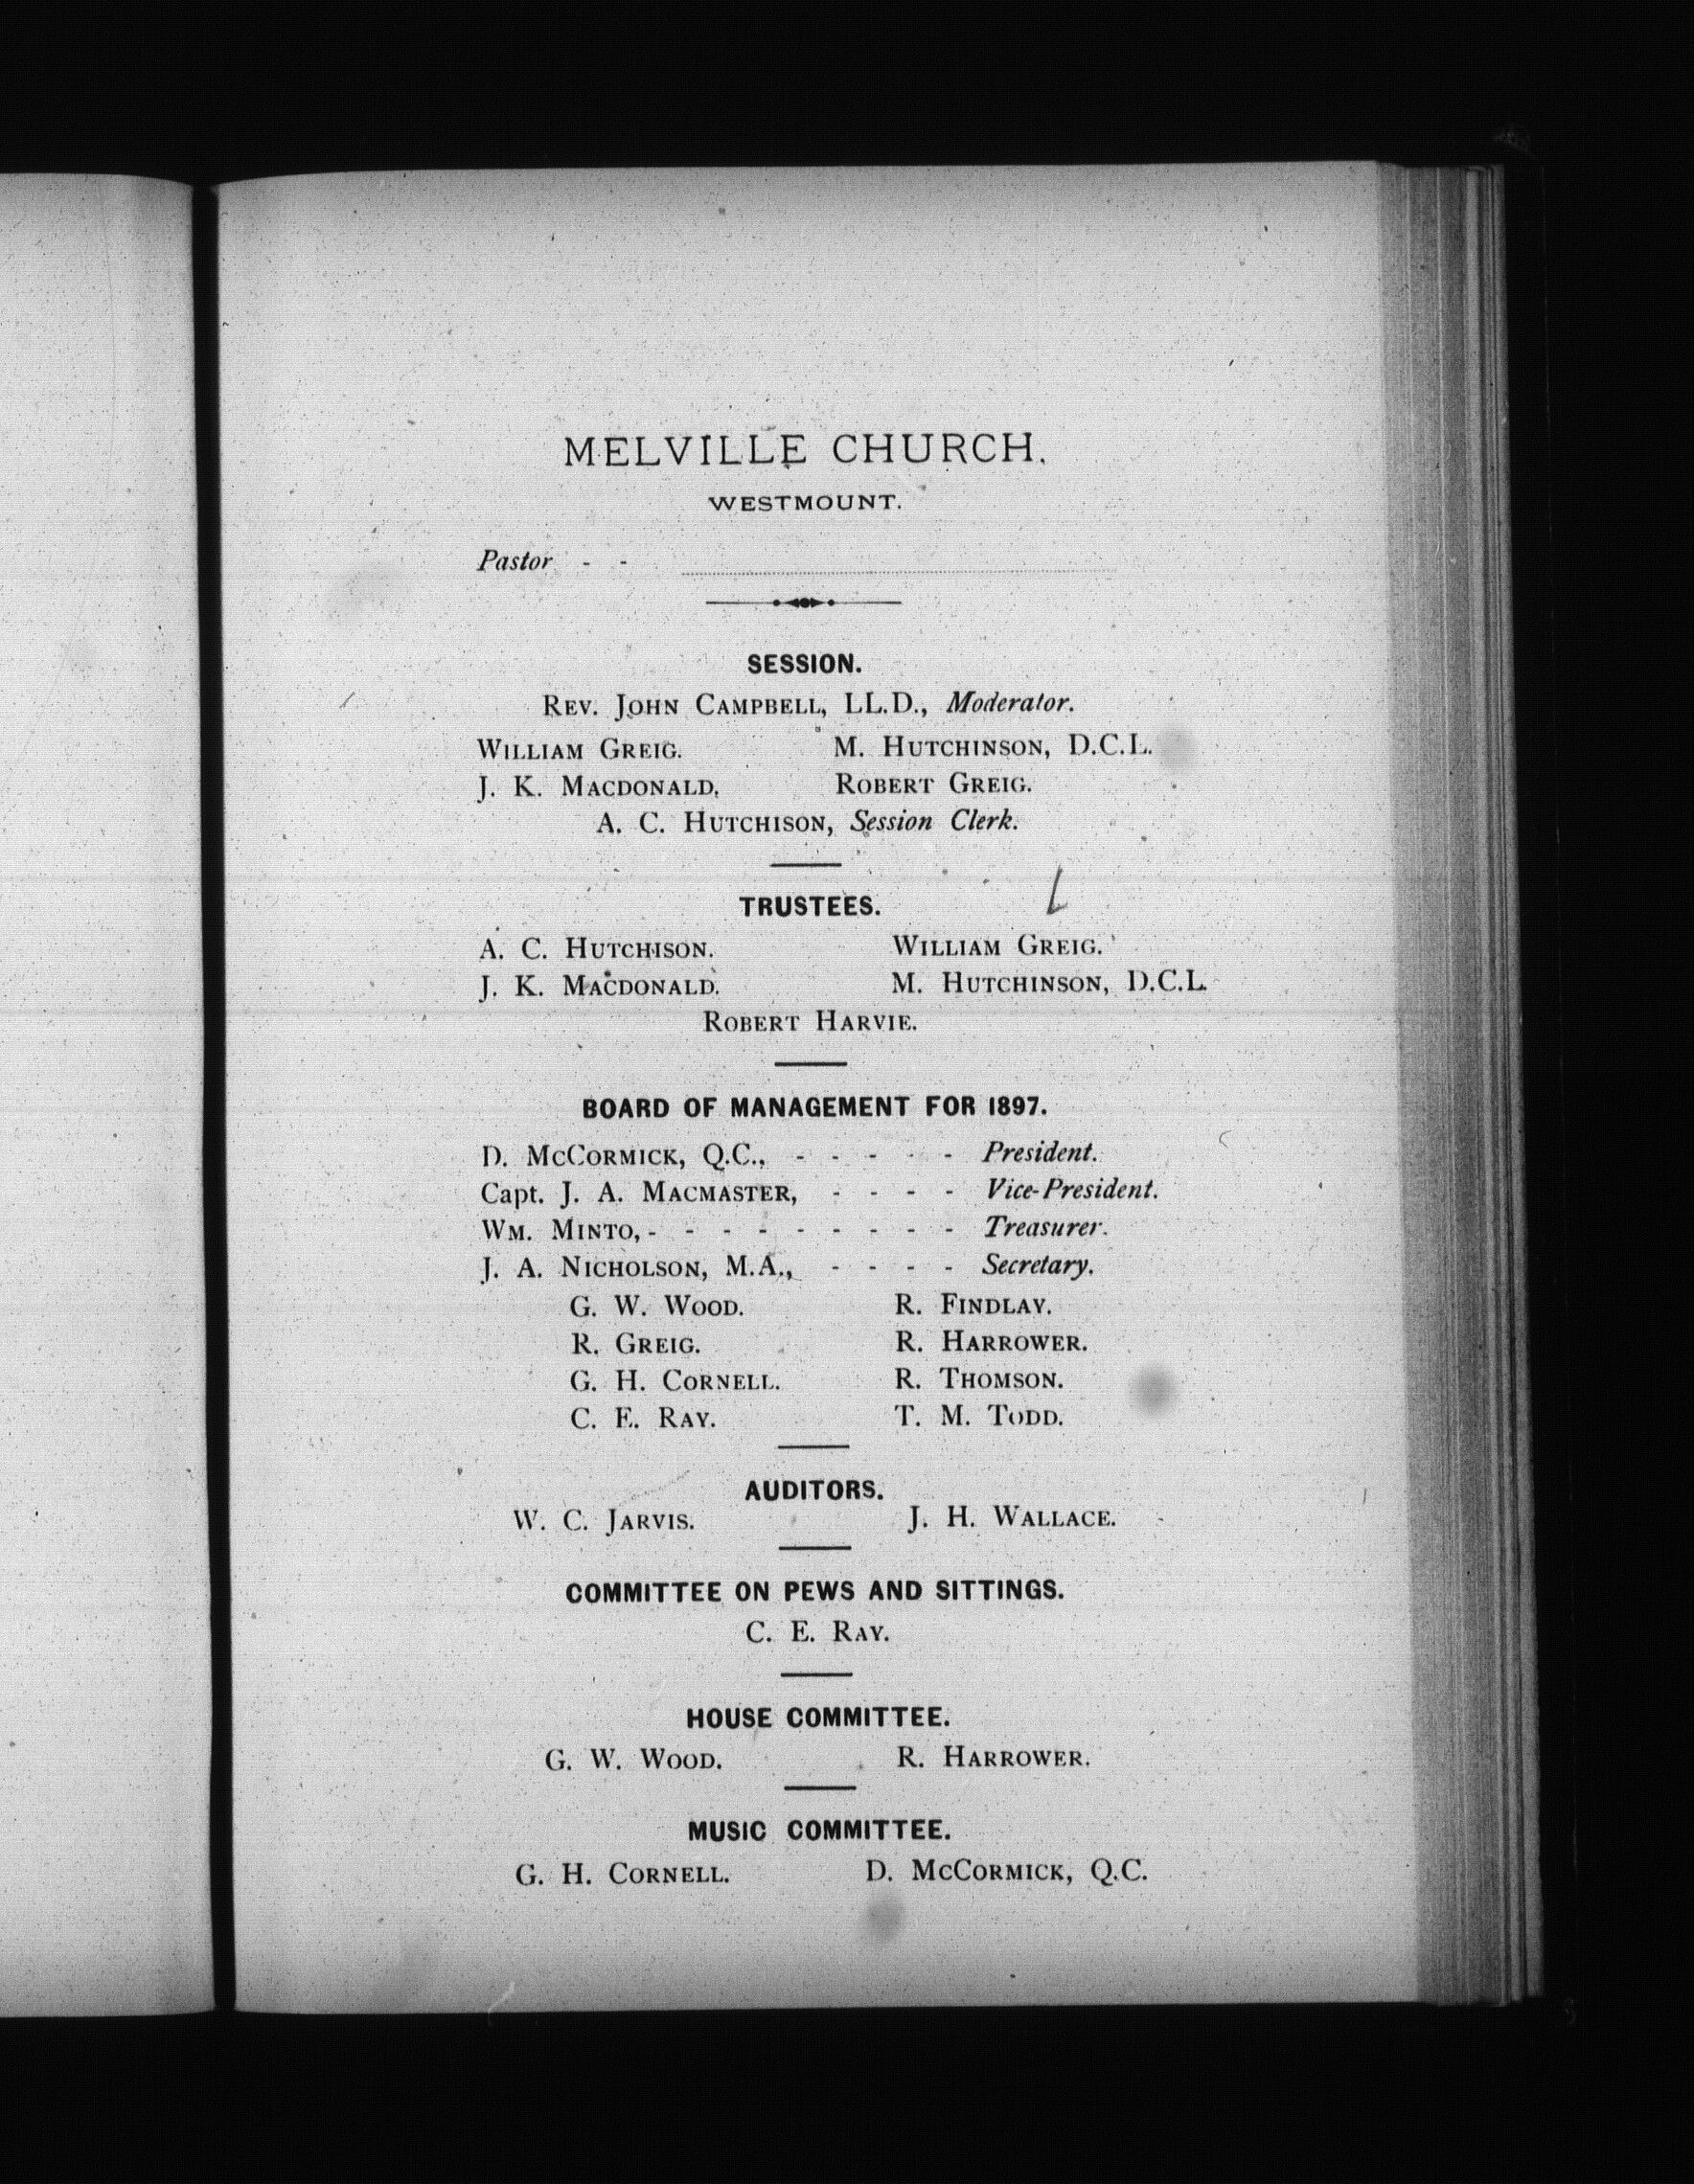 MELVILLE CHURCH.
WESTMOUNT.
Pastor - - ........................
SESSION.
REV. JOHN CAMPBELL, LL.D., Moderator.
WILLIAM GREIG. M. HUTCHINSON, D.C.L.
J. K. MACDONALD. ROBERT GREIG.
A. C. HUTCHISON, Session Clerk.
TRUSTEES.
A. C. HUTCHISON. WILLIAM GREIG.
J. K. MACDONALD. M. HUTCHINSON, D.C.L.
ROBERT HARVIE.
BOARD OF MANAGEMENT FOR 1897.
D. MCCORMICK, Q.C., - - - - - President.
Capt. J. A. MACMASTER, - - - - Vice-President.
WM. MINTO, - - - - - - - - - Treasurer.
J. A. NICHOLSON, M.A., - - - - Secretary.
G. W. WOOD. R. FINDLAY.
R. GREIG. R. HARROWER.
G. H. CORNELL. R. THOMSON.
C. E. RAY. T. M. TODD.
AUDITORS.
W. C. JARVIS. J. H. WALLACE.
COMMITTEE ON PEWS AND SITTINGS.
C. E. RAY.
HOUSE COMMITTEE.
G. W. WOOD. R. HARROWER.
MUSIC COMMITTEE.
G. H. CORNELL. D. MCCORMICK, Q.C.